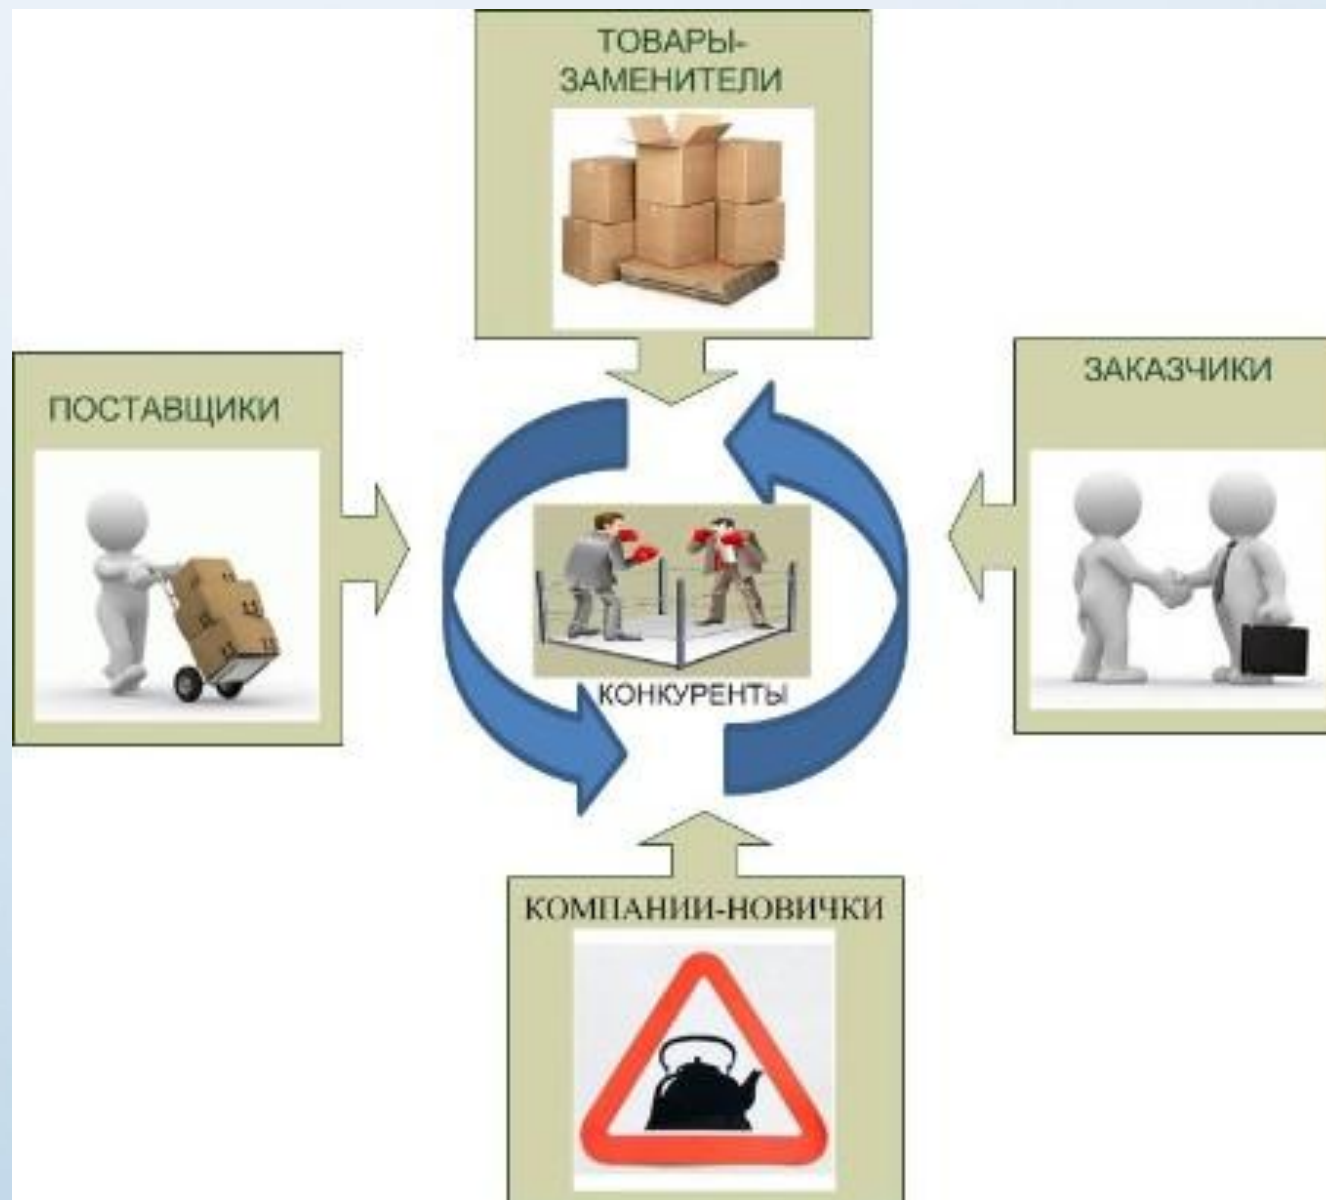 ТОВАРЫ-
ЗАМЕНИТЕЛИ
ПОСТАВЩИКИ
ЗАКАЗЧИКИ
КОНКУРЕНТЫ
КОМПАНИИ-НОВИЧКИ